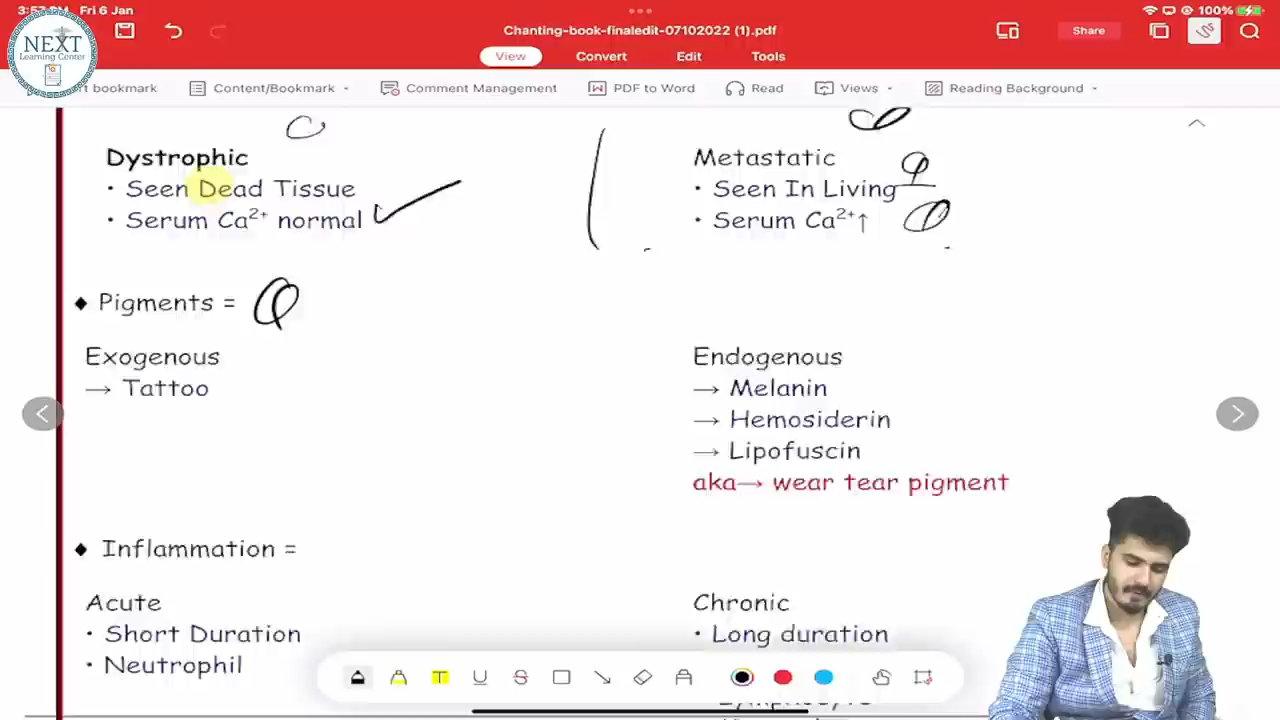 3:57 PM Fri 6 Jan
100%
NEXT
Learning Center
Chanting-book-finaledit-07102022 (1).pdf
Share
View Convert Edit Tools
bookmark Content/Bookmark Comment Management PDF to Word Read Views Reading Background
Dystrophic
• Seen Dead Tissue
• Serum Ca²⁺ normal
Metastatic
• Seen In Living
• Serum Ca²⁺↑
◆ Pigments =
Exogenous
→ Tattoo
Endogenous
→ Melanin
→ Hemosiderin
→ Lipofuscin
aka→ wear tear pigment
◆ Inflammation =
Acute
• Short Duration
• Neutrophil
Chronic
• Long duration